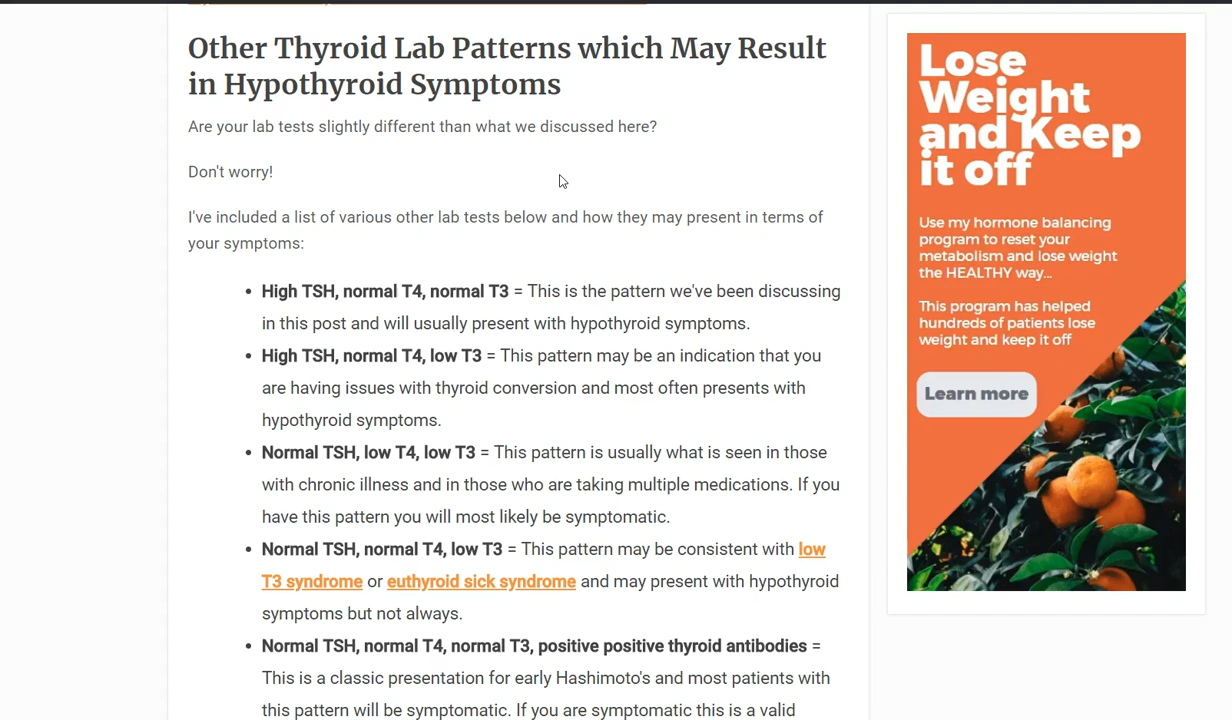 Other Thyroid Lab Patterns which May Result
in Hypothyroid Symptoms
Are your lab tests slightly different than what we discussed here?
Don't worry!
I've included a list of various other lab tests below and how they may present in terms of
your symptoms:
• High TSH, normal T4, normal T3 = This is the pattern we've been discussing
in this post and will usually present with hypothyroid symptoms.
• High TSH, normal T4, low T3 = This pattern may be an indication that you
are having issues with thyroid conversion and most often presents with
hypothyroid symptoms.
• Normal TSH, low T4, low T3 = This pattern is usually what is seen in those
with chronic illness and in those who are taking multiple medications. If you
have this pattern you will most likely be symptomatic.
• Normal TSH, normal T4, low T3 = This pattern may be consistent with low
T3 syndrome or euthyroid sick syndrome and may present with hypothyroid
symptoms but not always.
• Normal TSH, normal T4, normal T3, positive positive thyroid antibodies =
This is a classic presentation for early Hashimoto's and most patients with
this pattern will be symptomatic. If you are symptomatic this is a valid
Lose
Weight
and Keep
it off
Use my hormone balancing
program to reset your
metabolism and lose weight
the HEALTHY way...
This program has helped
hundreds of patients lose
weight and keep it off
Learn more